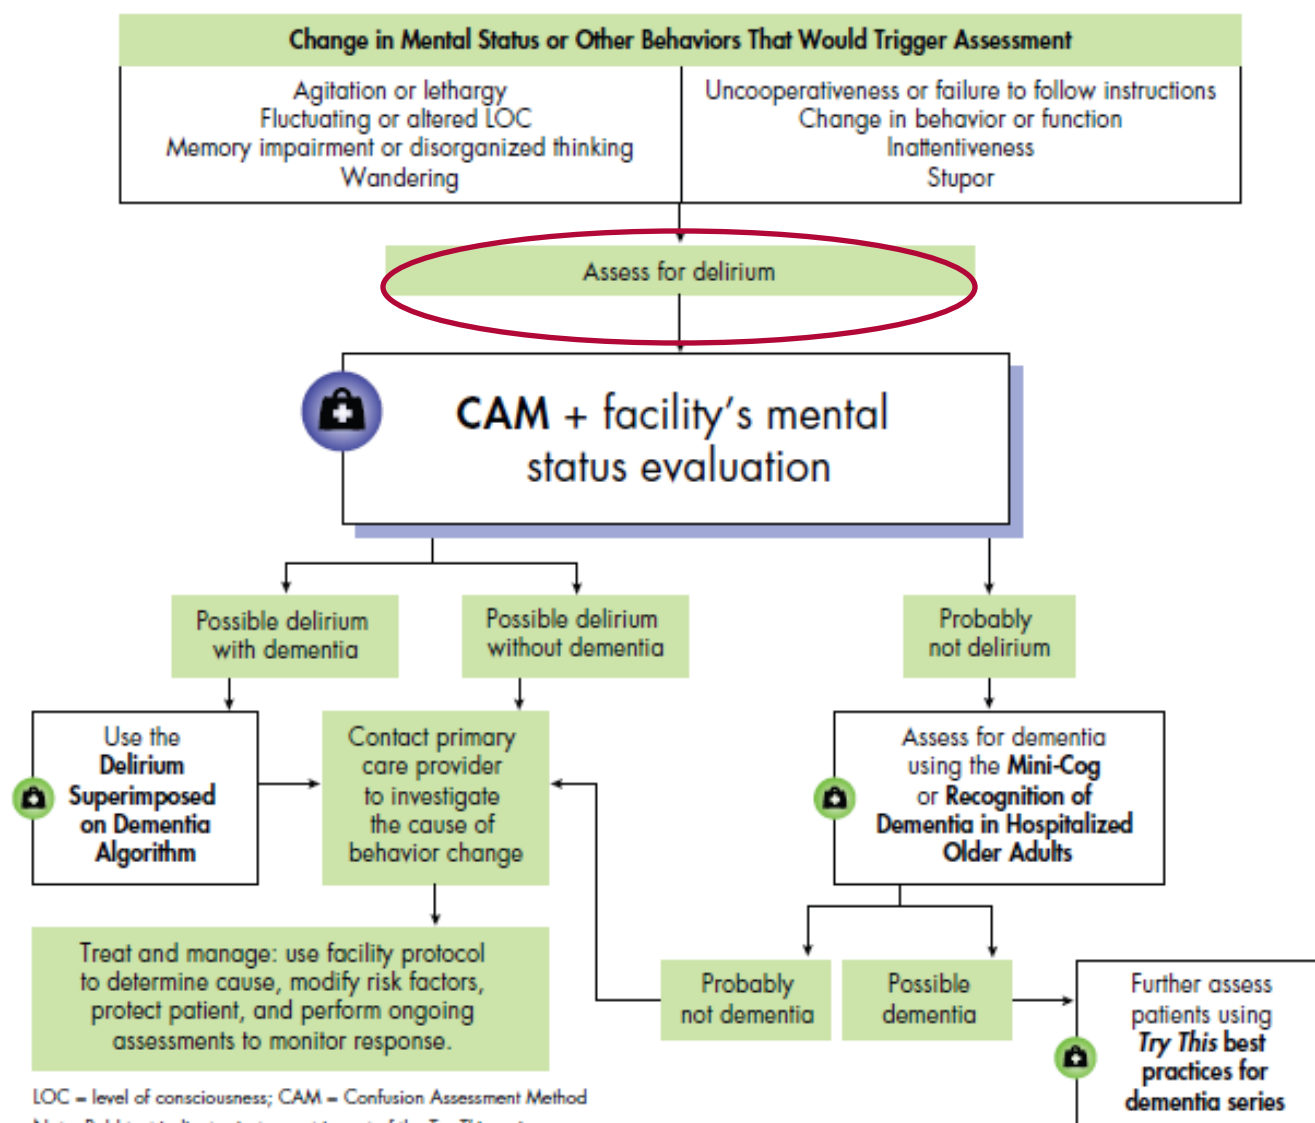 Change in Mental Status or Other Behaviors That Would Trigger Assessment
Agitation or lethargy
Fluctuating or altered LOC
Memory impairment or disorganized thinking
Wandering
Uncooperativeness or failure to follow instructions
Change in behavior or function
Inattentiveness
Stupor
Assess for delirium
CAM + facility's mental
status evaluation
Possible delirium
with dementia
Possible delirium
without dementia
Probably
not delirium
Use the
Delirium
Superimposed
on Dementia
Algorithm
Contact primary
care provider
to investigate
the cause of
behavior change
Assess for dementia
using the Mini-Cog
or Recognition of
Dementia in Hospitalized
Older Adults
Treat and manage: use facility protocol
to determine cause, modify risk factors,
protect patient, and perform ongoing
assessments to monitor response.
Probably
not dementia
Possible
dementia
Further assess
patients using
Try This best
practices for
dementia series
LOC = level of consciousness; CAM = Confusion Assessment Method